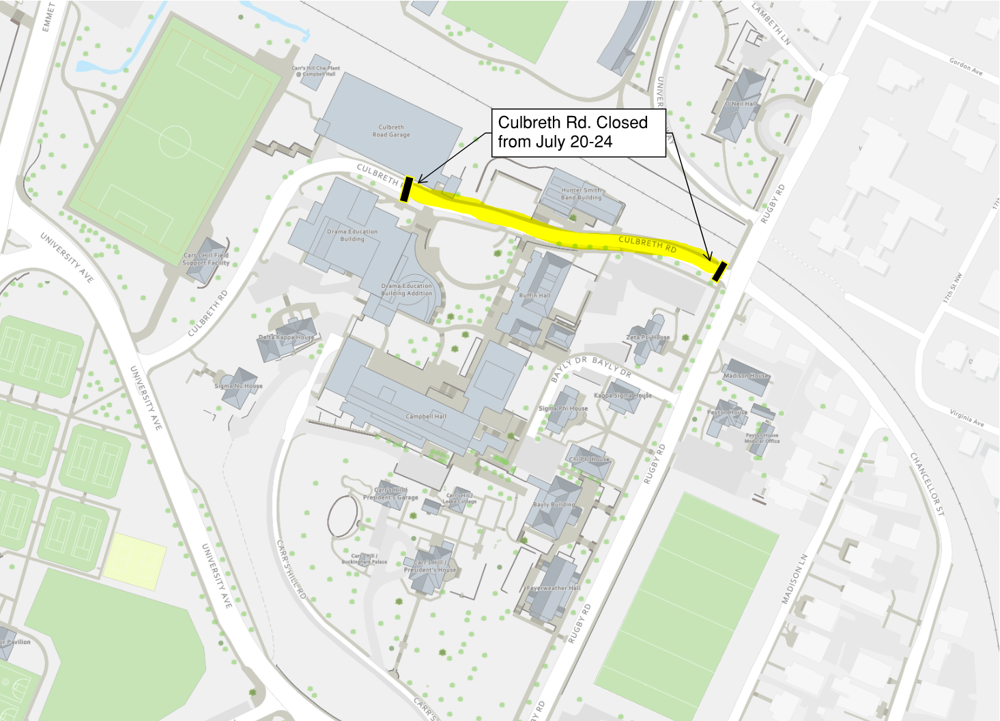 EMMET
LAMBETH LN
Gordon Ave
Carr's Hill Chw Plant
@ Campbell Hall
O'Neil Hall
Culbreth
Road Garage
Culbreth Rd. Closed
from July 20-24
CULBRETH
RUGBY RD
Hunter Smith
Band Building
Drama Education
Building
CULBRETH RD
UNIVERSITY AVE
Carr's Hill Field
Support Facility
17th St NW
Drama Education
Building Addition
Ruffin Hall
CULBRETH RD
Delta Kappa House
Zeta Psi House
BAYLY DR BAYLY DR
Madison House
UNIVERSITY AVE
Sigma Nu House
Kappa Sigma House
Sigma Phi House
Peyton House
Campbell Hall
Virginia Ave
Peyton House
Modular Office
Chi Phi House
RUGBY RD
CHANCELLOR ST
Carr's Hill /
President's Garage
Carr's Hill /
Leake Cottage
Bayly Building
UNIVERSITY AVE
CARR'S HILL RD
Carr's Hill /
Buckingham Palace
Carr's Hill /
President's House
Fayerweather Hall
MADISON LN
RUGBY RD
or Pavilion
CARR'S
BY RD